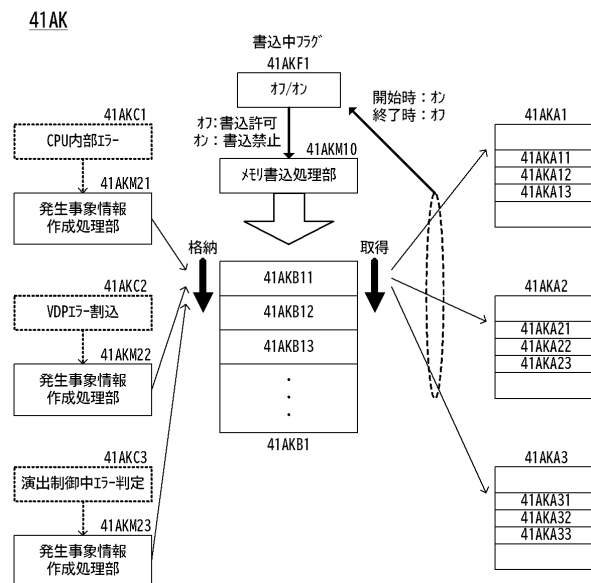 41AK
書込中ﾌﾗｸﾞ
41AKF1
ｵﾌ/ｵﾝ
開始時：ｵﾝ
終了時：ｵﾌ
ｵﾌ:書込許可
ｵﾝ：書込禁止
41AKM10
ﾒﾓﾘ書込処理部
41AKC1
CPU内部ｴﾗｰ
41AKM21
発生事象情報
作成処理部
41AKC2
VDPｴﾗｰ割込
41AKM22
発生事象情報
作成処理部
41AKC3
演出制御中ｴﾗｰ判定
41AKM23
発生事象情報
作成処理部
格納
取得
41AKB11
41AKB12
41AKB13
・
・
・
41AKB1
41AKA1
41AKA11
41AKA12
41AKA13
41AKA2
41AKA21
41AKA22
41AKA23
41AKA3
41AKA31
41AKA32
41AKA33